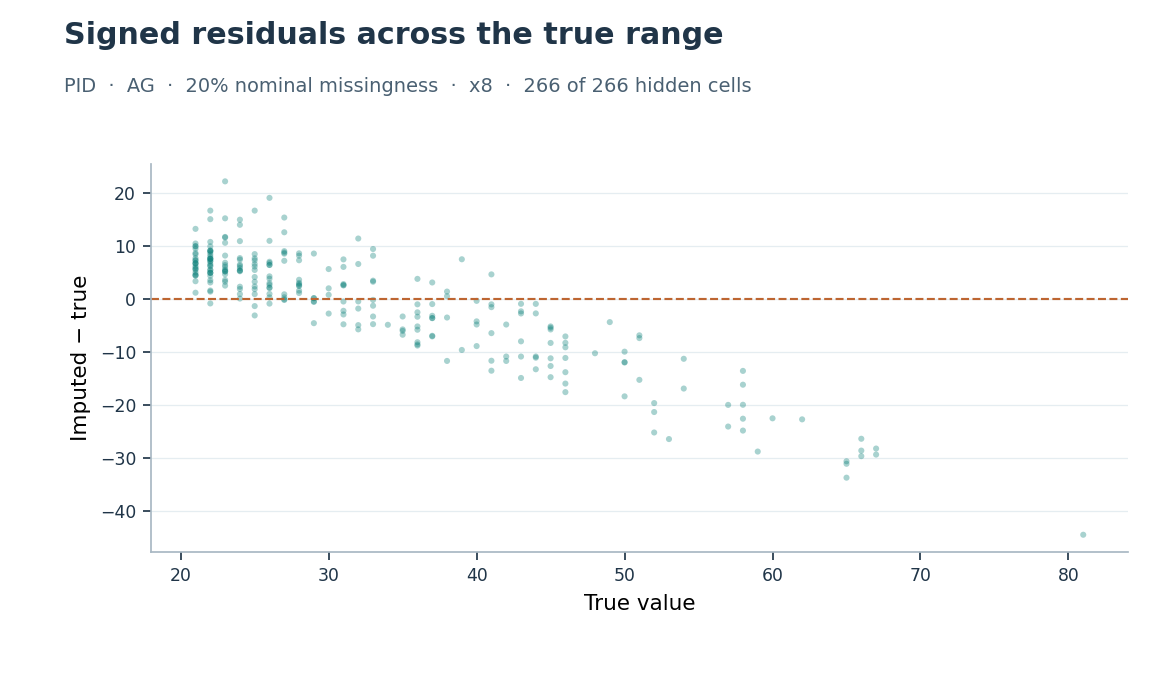 Signed residuals across the true range
PID · AG · 20% nominal missingness · x8 · 266 of 266 hidden cells
Imputed − true
20
10
0
−10
−20
−30
−40
20 30 40 50 60 70 80
True value